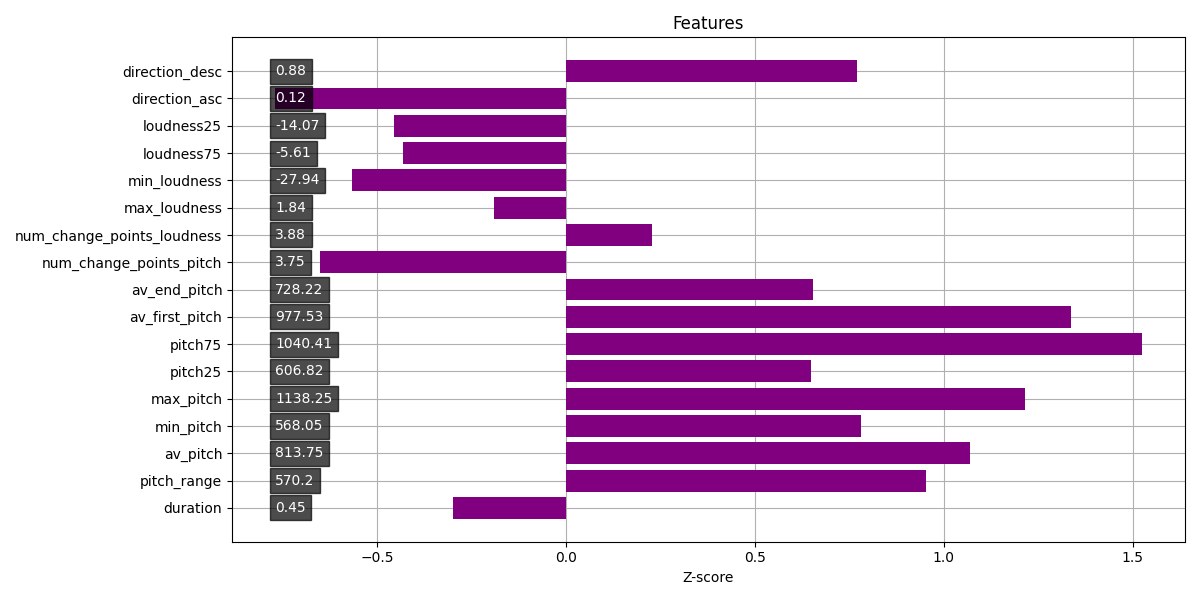 Features
direction_desc 0.88
direction_asc 0.12
loudness25 -14.07
loudness75 -5.61
min_loudness -27.94
max_loudness 1.84
num_change_points_loudness 3.88
num_change_points_pitch 3.75
av_end_pitch 728.22
av_first_pitch 977.53
pitch75 1040.41
pitch25 606.82
max_pitch 1138.25
min_pitch 568.05
av_pitch 813.75
pitch_range 570.2
duration 0.45
−0.5 0.0 0.5 1.0 1.5
Z-score